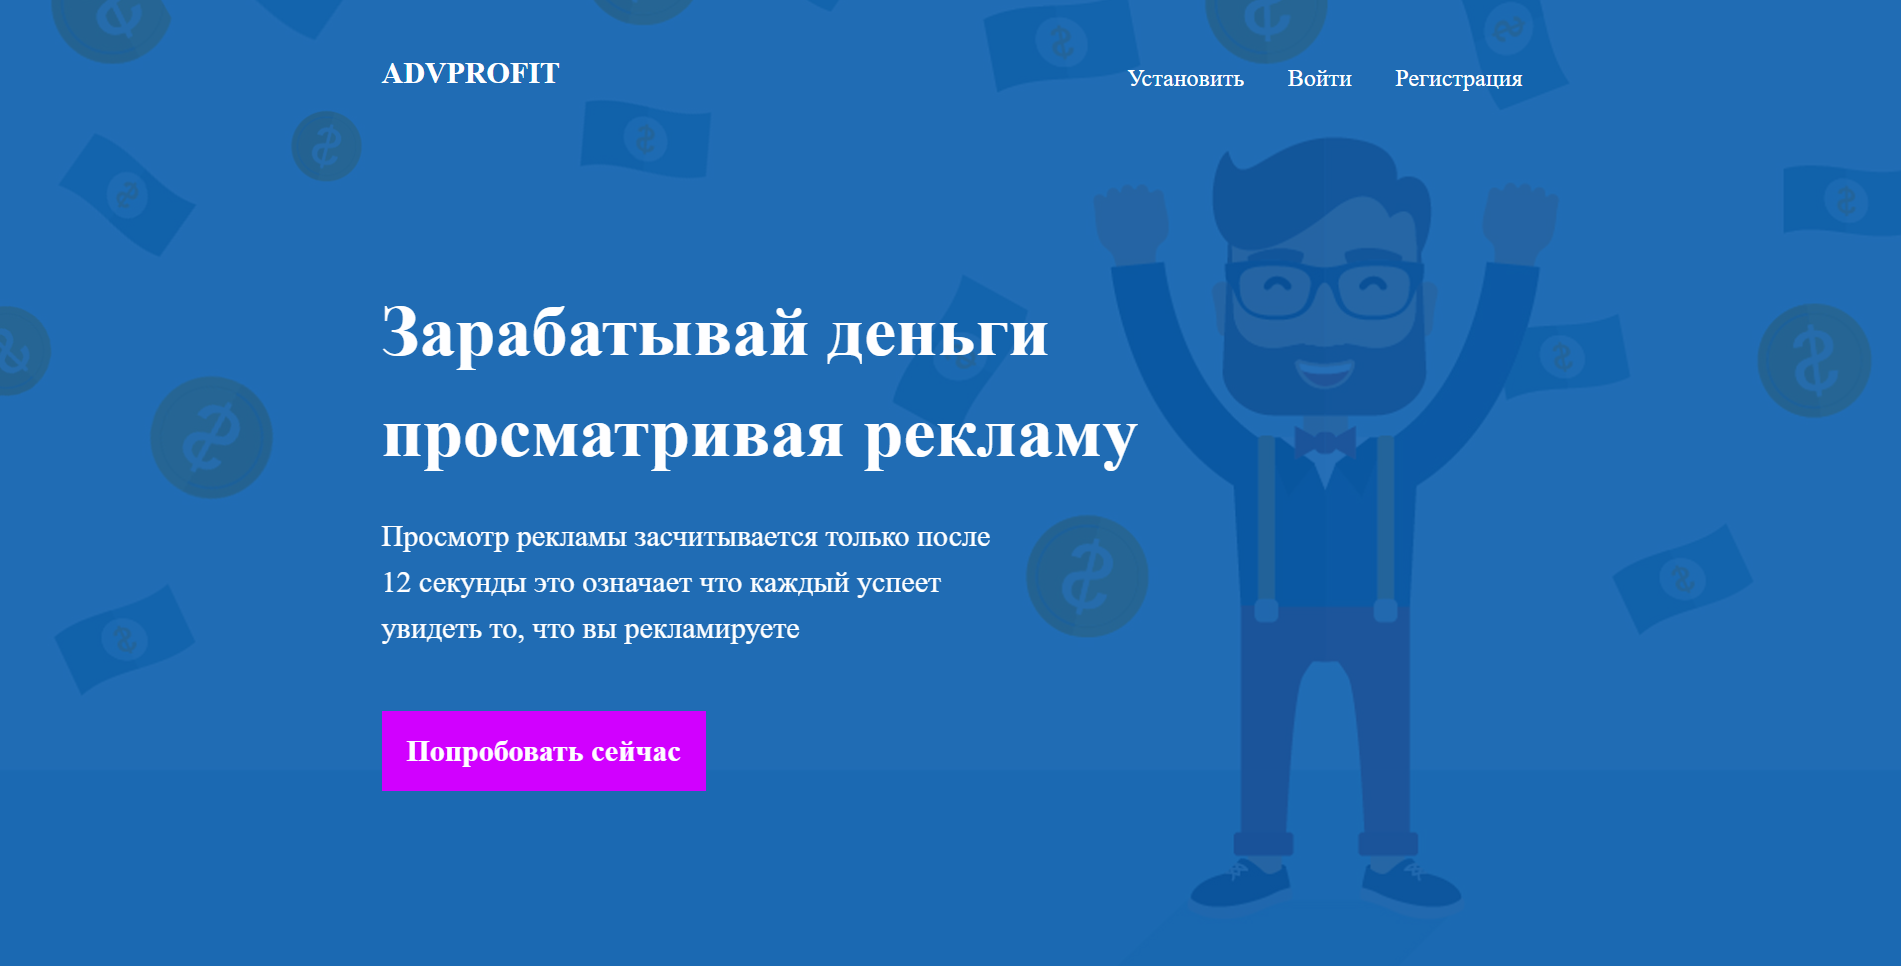 ADVPROFIT
Установить Войти Регистрация
Зарабатывай деньги
просматривая рекламу
Просмотр рекламы засчитывается только после
12 секунды это означает что каждый успеет
увидеть то, что вы рекламируете
Попробовать сейчас